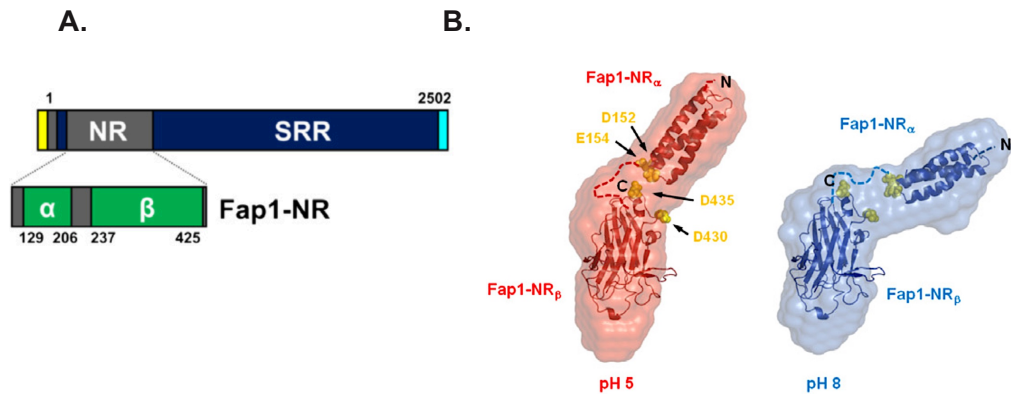 A.
1
2502
NR
SRR
α
β
Fap1-NR
129
206
237
425
B.
Fap1-NRα
N
D152
E154
C
D435
D430
Fap1-NRβ
pH 5
Fap1-NRα
N
C
Fap1-NRβ
pH 8